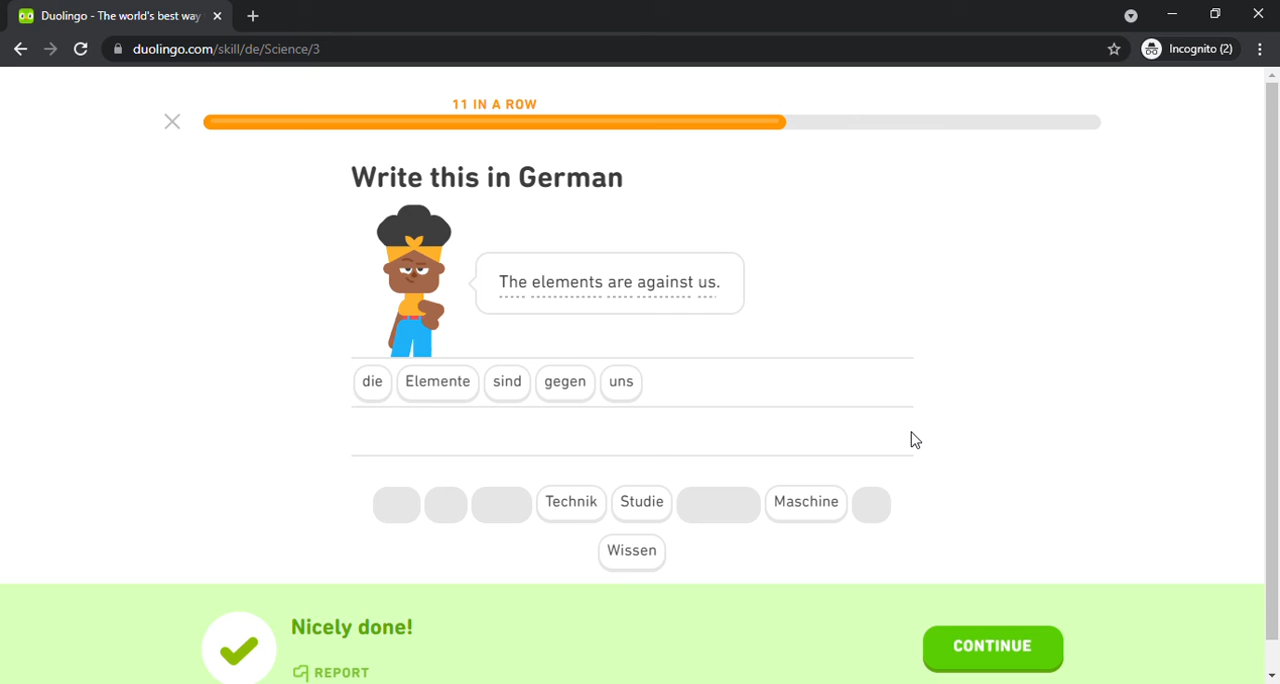 Duolingo - The world's best way
duolingo.com/skill/de/Science/3
Incognito (2)
11 IN A ROW
Write this in German
The elements are against us.
die Elemente sind gegen uns
Technik Studie Maschine
Wissen
Nicely done!
CONTINUE
REPORT